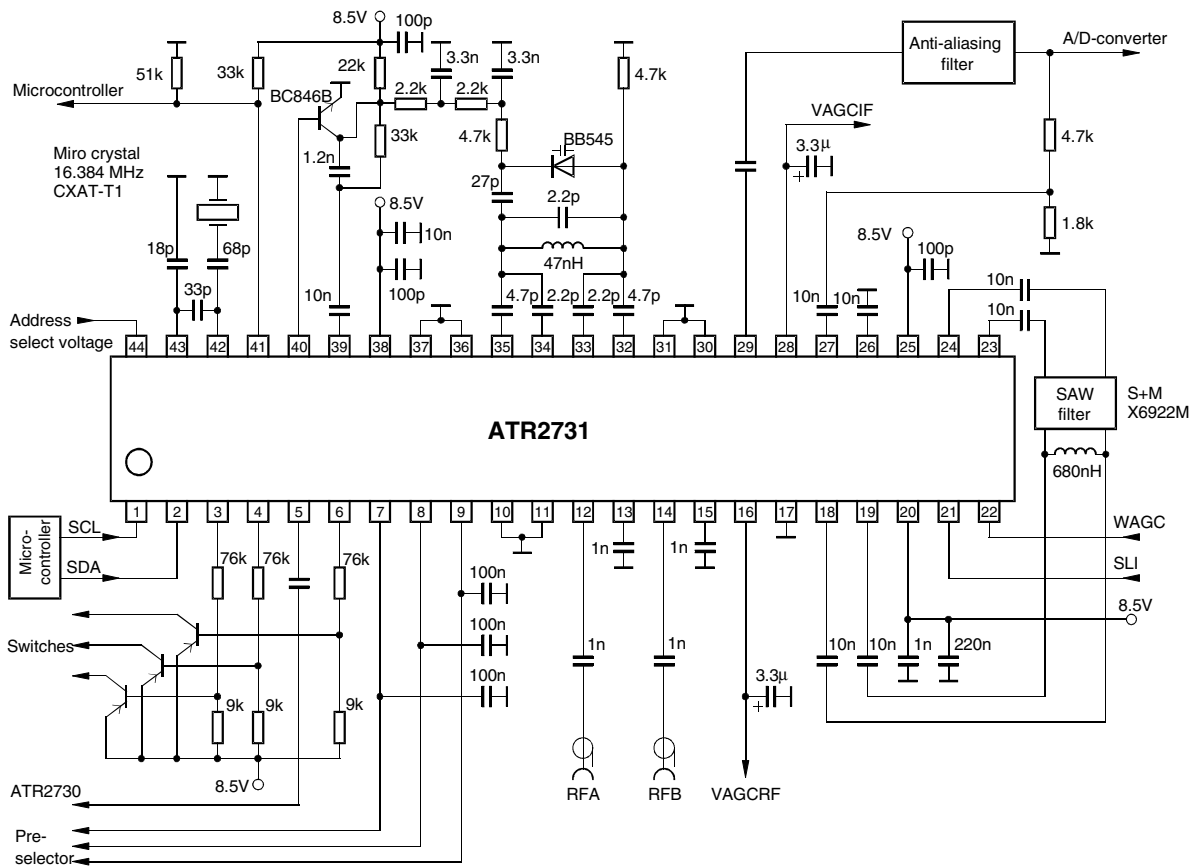 8.5V
100p
51k
33k
22k
3.3n
3.3n
4.7k
Anti-aliasing
filter
A/D-converter
Microcontroller
BC846B
2.2k
2.2k
33k
4.7k
BB545
VAGCIF
3.3µ
+
4.7k
Miro crystal
16.384 MHz
CXAT-T1
1.2n
27p
2.2p
8.5V
10n
100p
1.8k
8.5V
100p
18p
68p
33p
10n
47nH
4.7p
2.2p
2.2p
4.7p
10n
10n
10n
10n
Address
select voltage
44
43
42
41
40
39
38
37
36
35
34
33
32
31
30
29
28
27
26
25
24
23
SAW
filter
S+M
X6922M
680nH
ATR2731
1
2
3
4
5
6
7
8
9
10
11
12
13
14
15
16
17
18
19
20
21
22
Micro-
controller
SCL
SDA
WAGC
SLI
8.5V
76k
76k
76k
1n
1n
100n
100n
100n
Switches
1n
1n
10n
10n
1n
220n
3.3µ
+
9k
9k
9k
8.5V
ATR2730
RFA
RFB
VAGCRF
Pre-
selector